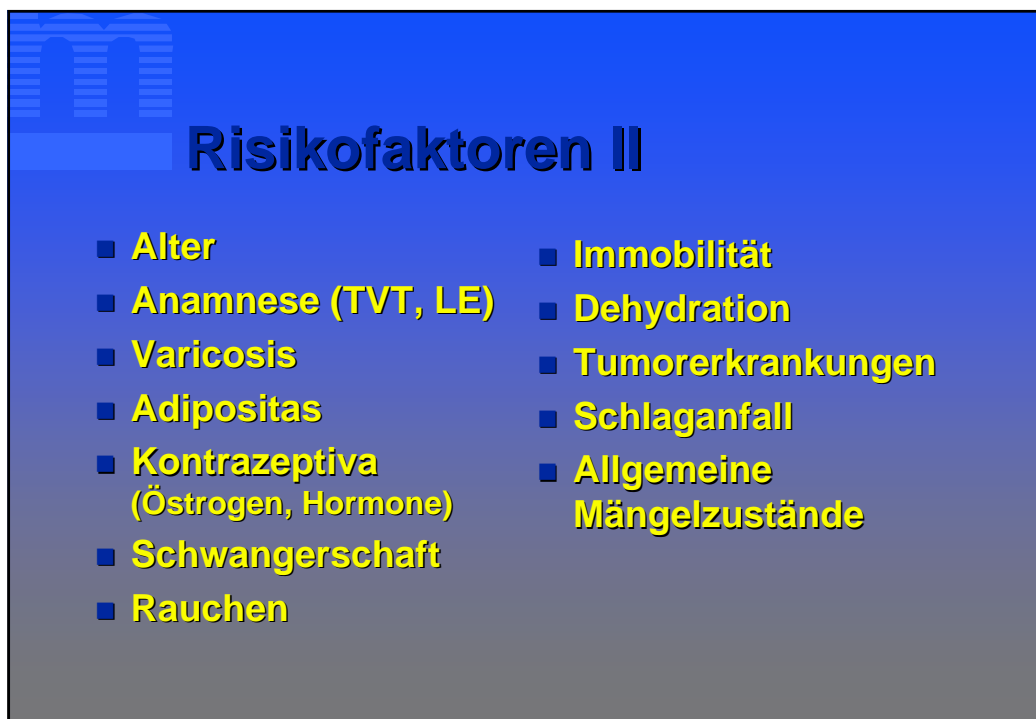 Risikofaktoren II
Alter
Anamnese (TVT, LE)
Varicosis
Adipositas
Kontrazeptiva
(Östrogen, Hormone)
Schwangerschaft
Rauchen
Immobilität
Dehydration
Tumorerkrankungen
Schlaganfall
Allgemeine
Mängelzustände